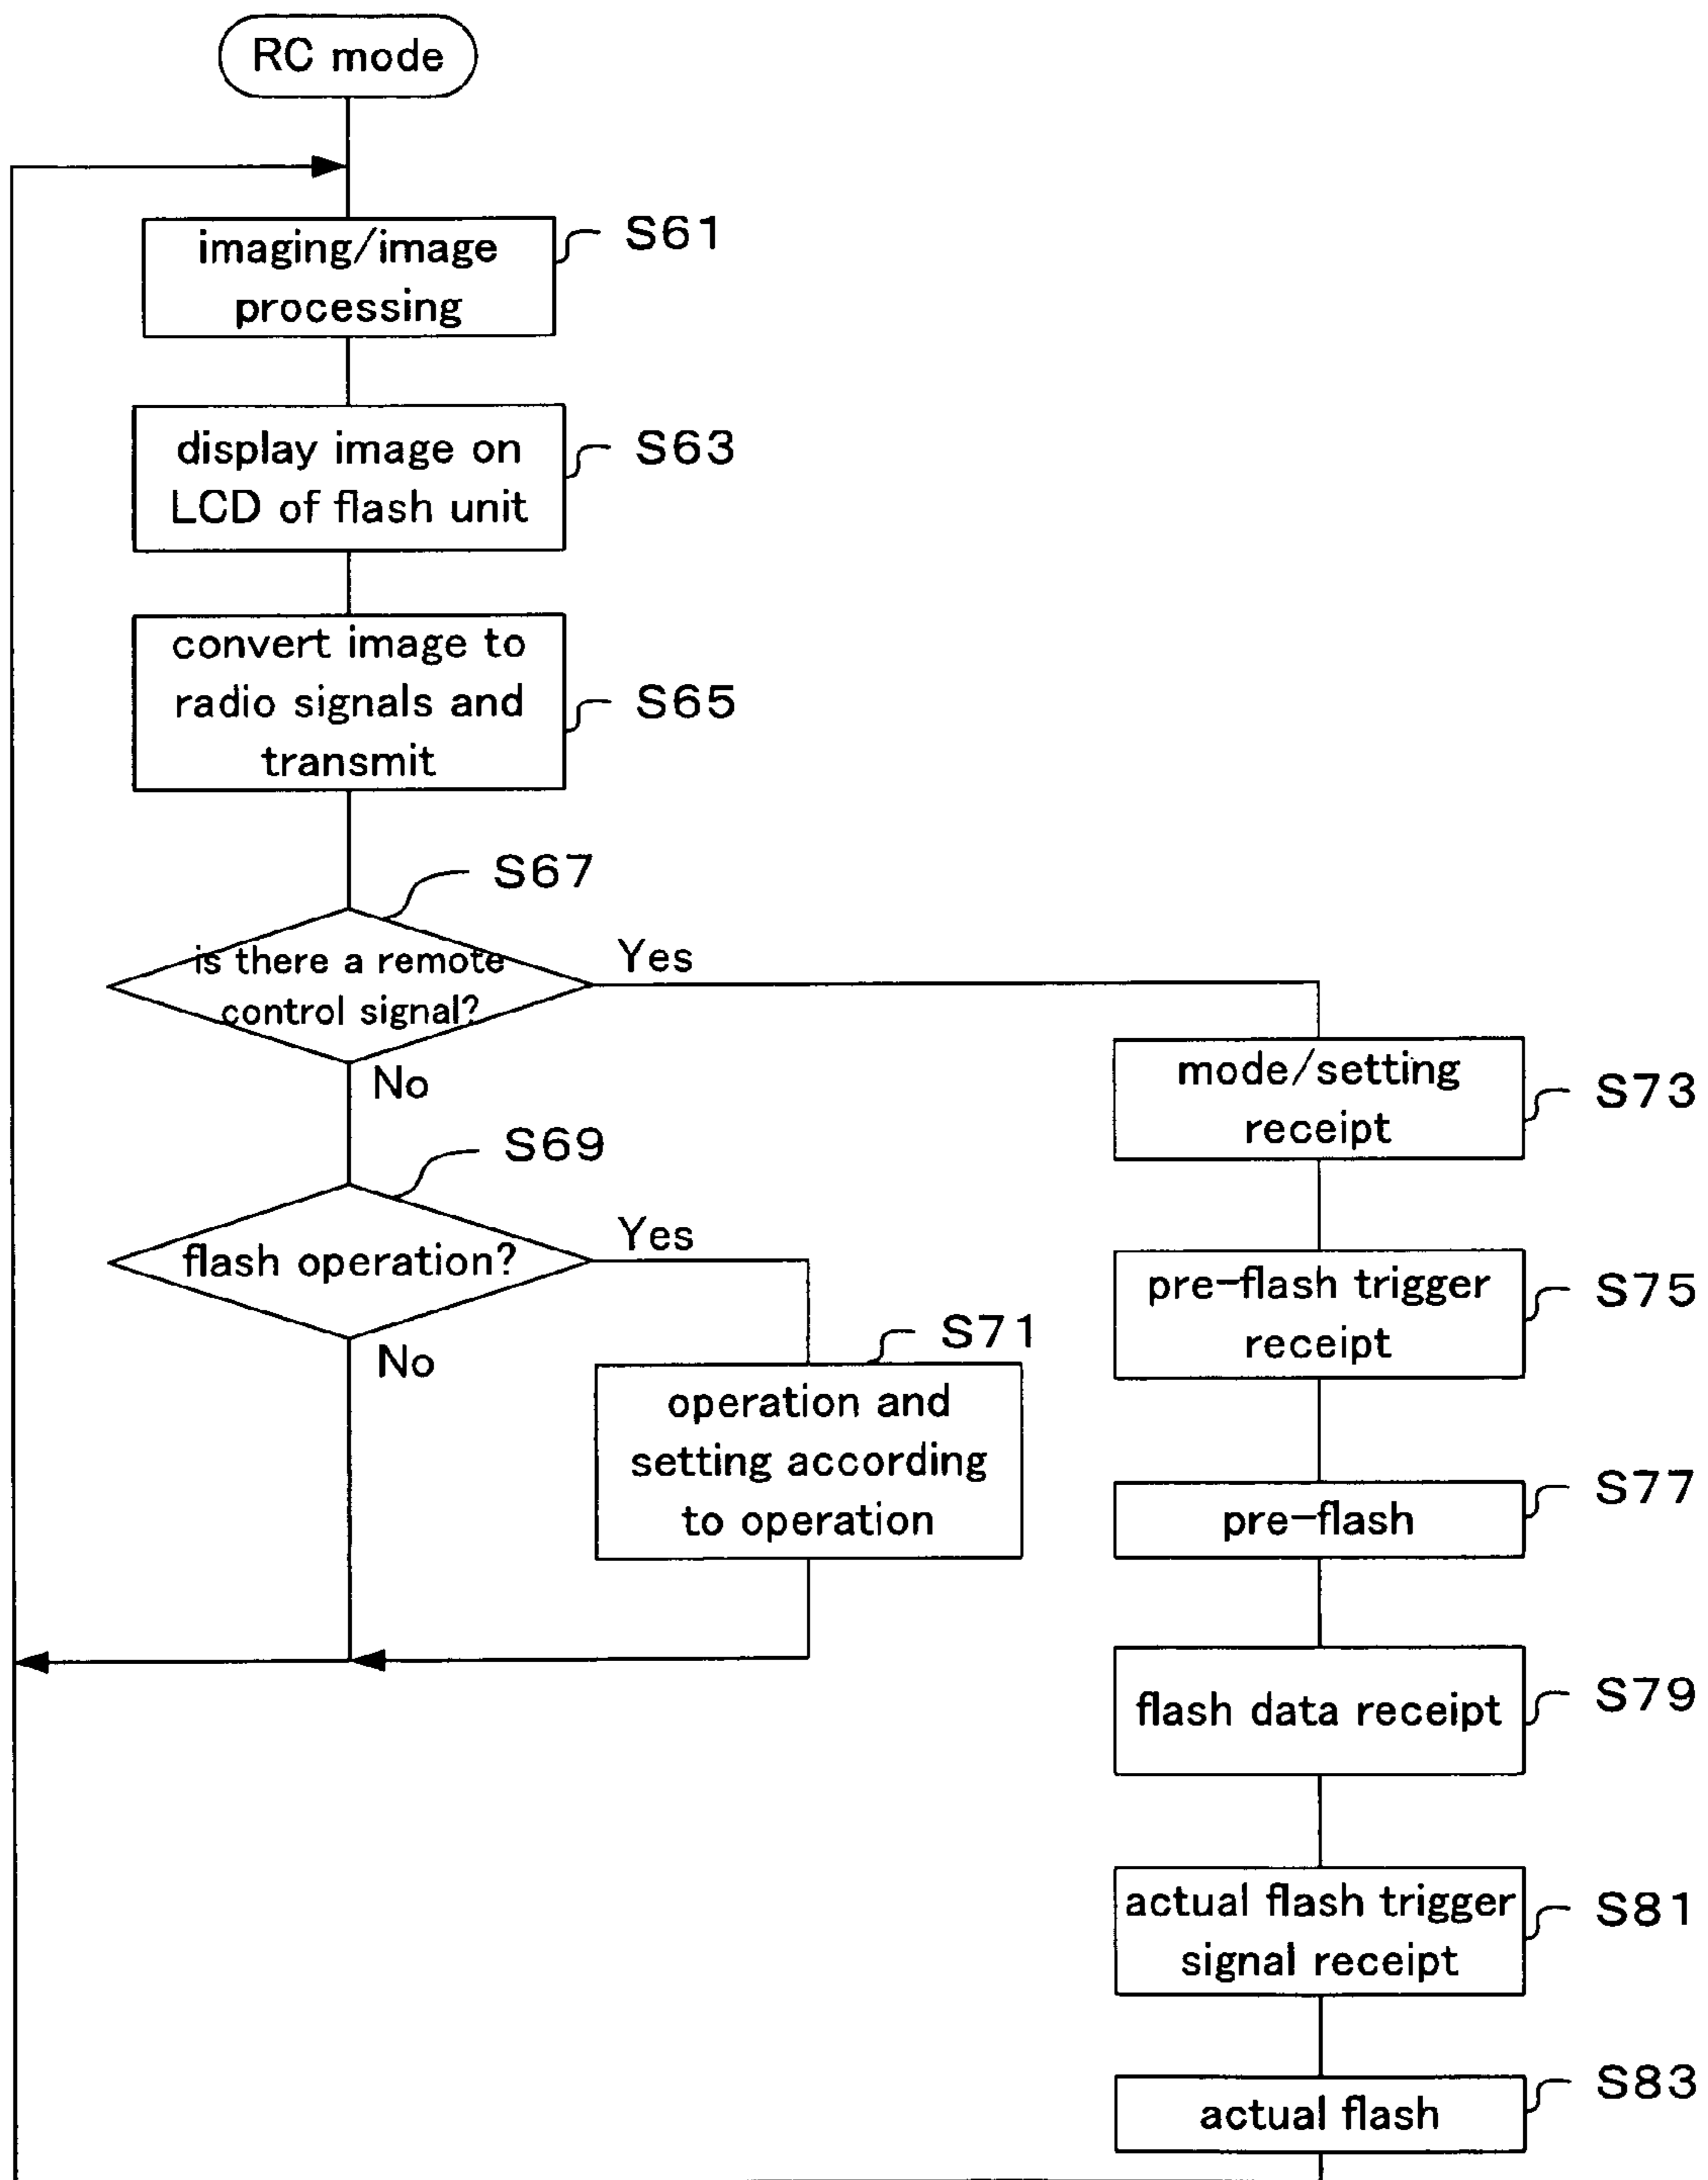 RC mode
imaging/image
processing
S61
display image on
LCD of flash unit
S63
convert image to
radio signals and
transmit
S65
S67
is there a remote
control signal?
Yes
No
S69
flash operation?
Yes
No
S71
operation and
setting according
to operation
mode/setting
receipt
S73
pre-flash trigger
receipt
S75
pre-flash
S77
flash data receipt
S79
actual flash trigger
signal receipt
S81
actual flash
S83